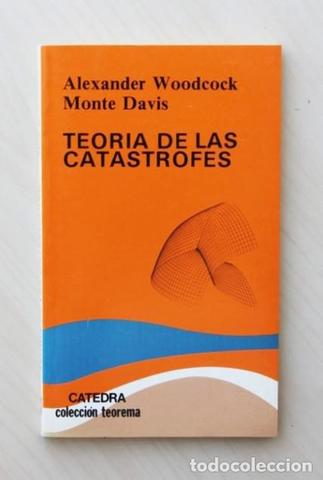 Alexander Woodcock
Monte Davis
TEORIA DE LAS
CATASTROFES
CATEDRA
colección teorema
todocoleccion